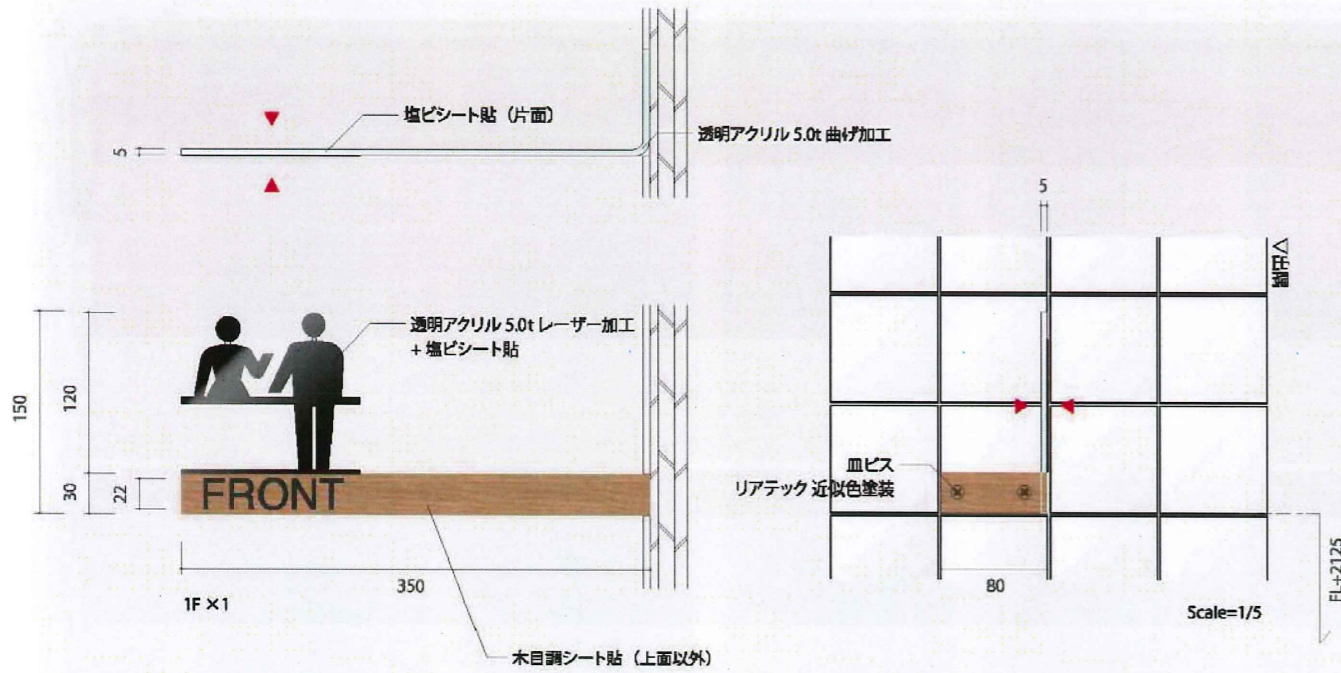 塩ビシート貼（片面）
透明アクリル 5.0t 曲げ加工
5
5
▽出隅
透明アクリル 5.0t レーザー加工
+ 塩ビシート貼
150
120
30
22
FRONT
皿ビス
リアテック 近似色塗装
350
80
1F ×1
Scale=1/5
FL+2125
木目調シート貼（上面以外）